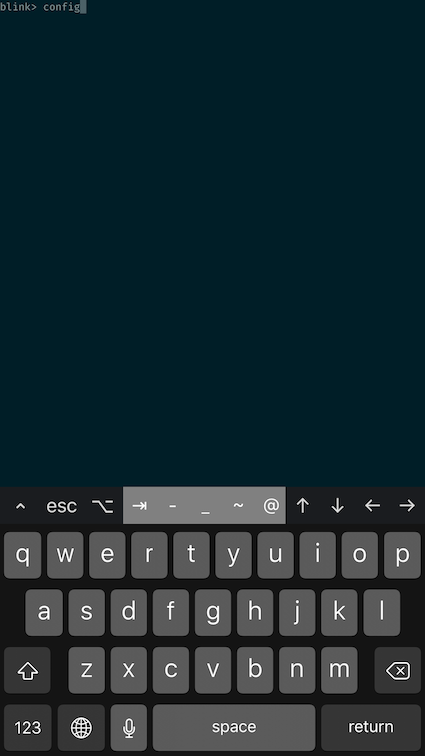 blink> config
^ esc ⌥ ⇥ - _ ~ @ ↑ ↓ ← →
q w e r t y u i o p
a s d f g h j k l
z x c v b n m
123 space return